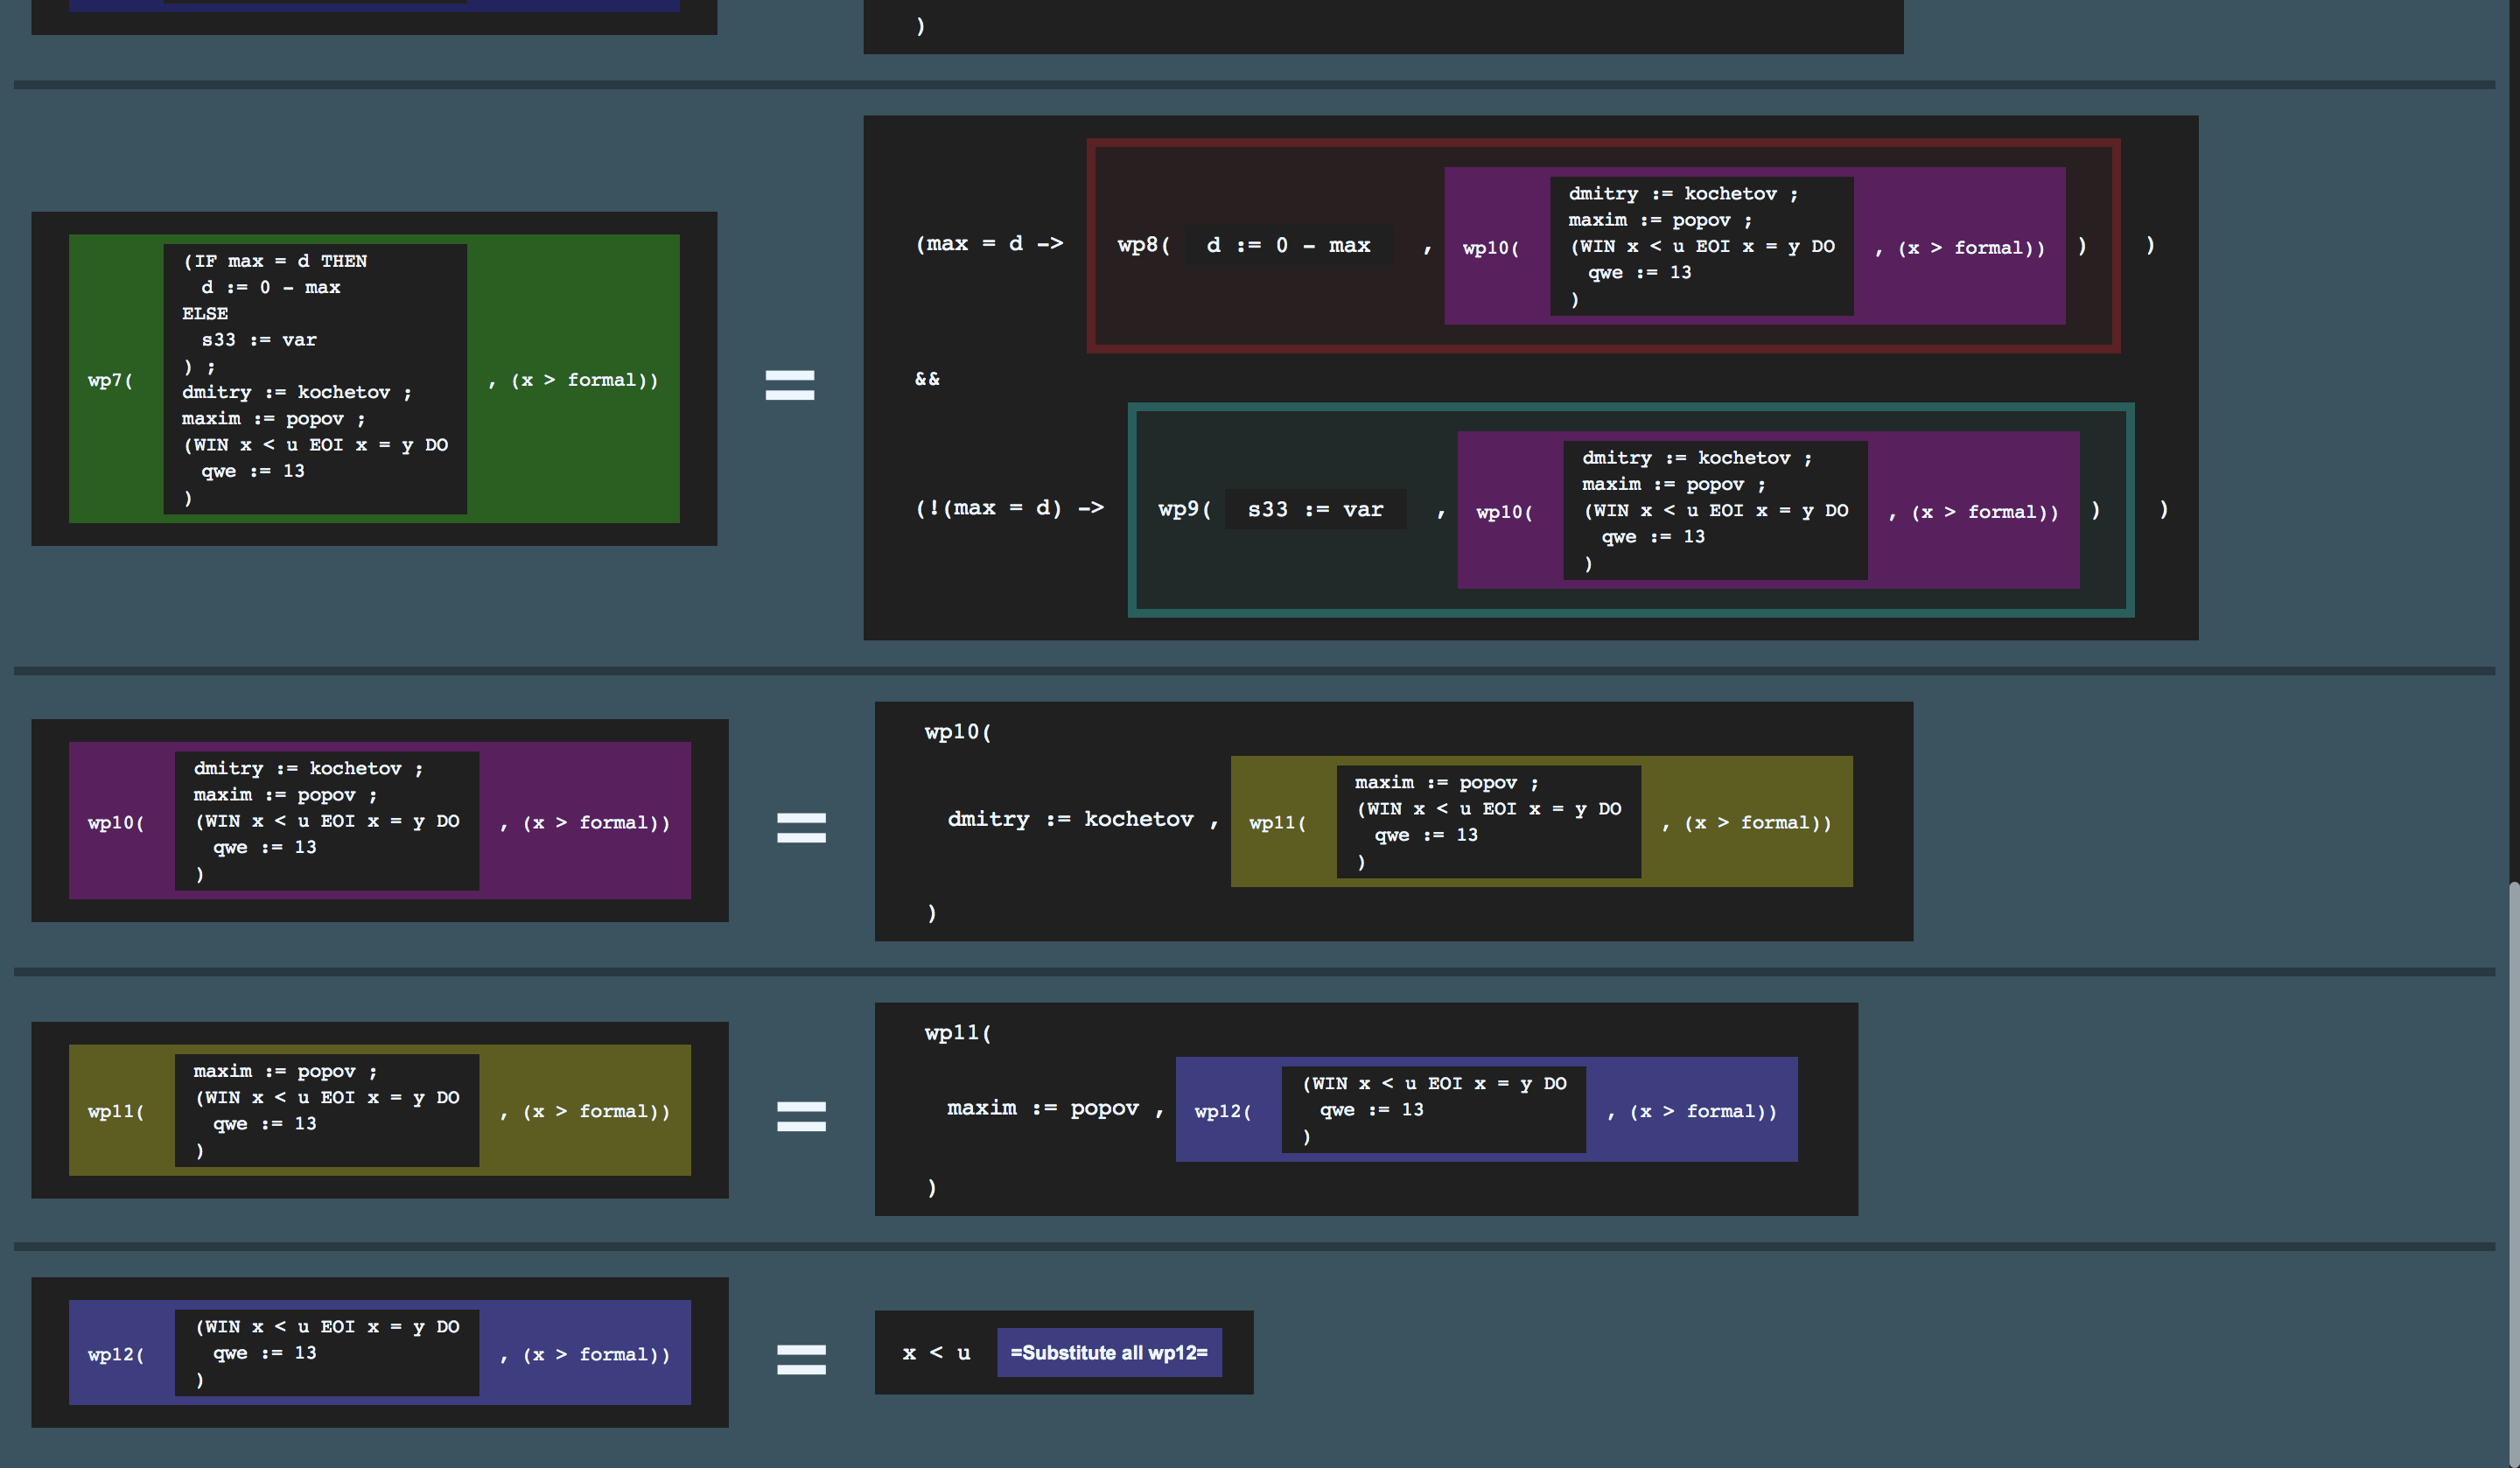 )
wp7(
(IF max = d THEN
d := 0 - max
ELSE
s33 := var
) ;
dmitry := kochetov ;
maxim := popov ;
(WIN x < u EOI x = y DO
qwe := 13
)
, (x > formal))
=
(max = d ->
wp8( d := 0 - max ,
wp10(
dmitry := kochetov ;
maxim := popov ;
(WIN x < u EOI x = y DO
qwe := 13
)
, (x > formal))
)
)
&&
(!(max = d) ->
wp9( s33 := var ,
wp10(
dmitry := kochetov ;
maxim := popov ;
(WIN x < u EOI x = y DO
qwe := 13
)
, (x > formal))
)
)
wp10(
dmitry := kochetov ;
maxim := popov ;
(WIN x < u EOI x = y DO
qwe := 13
)
, (x > formal))
=
wp10(
dmitry := kochetov ,
wp11(
maxim := popov ;
(WIN x < u EOI x = y DO
qwe := 13
)
, (x > formal))
)
wp11(
maxim := popov ;
(WIN x < u EOI x = y DO
qwe := 13
)
, (x > formal))
=
wp11(
maxim := popov ,
wp12(
(WIN x < u EOI x = y DO
qwe := 13
)
, (x > formal))
)
wp12(
(WIN x < u EOI x = y DO
qwe := 13
)
, (x > formal))
=
x < u =Substitute all wp12=